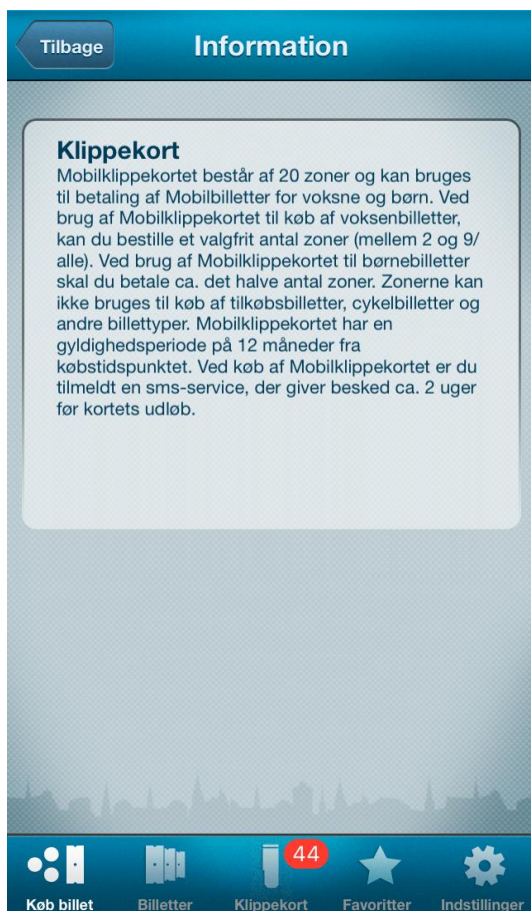 Tilbage
Information
Klippekort
Mobilklippekortet består af 20 zoner og kan bruges
til betaling af Mobilbilletter for voksne og børn. Ved
brug af Mobilklippekortet til køb af voksenbilletter,
kan du bestille et valgfrit antal zoner (mellem 2 og 9/
alle). Ved brug af Mobilklippekortet til børnebilletter
skal du betale ca. det halve antal zoner. Zonerne kan
ikke bruges til køb af tilkøbsbilletter, cykelbilletter og
andre billettyper. Mobilklippekortet har en
gyldighedsperiode på 12 måneder fra
købstidspunktet. Ved køb af Mobilklippekortet er du
tilmeldt en sms-service, der giver besked ca. 2 uger
før kortets udløb.
44
Køb billet
Billetter
Klippekort
Favoritter
Indstillinger